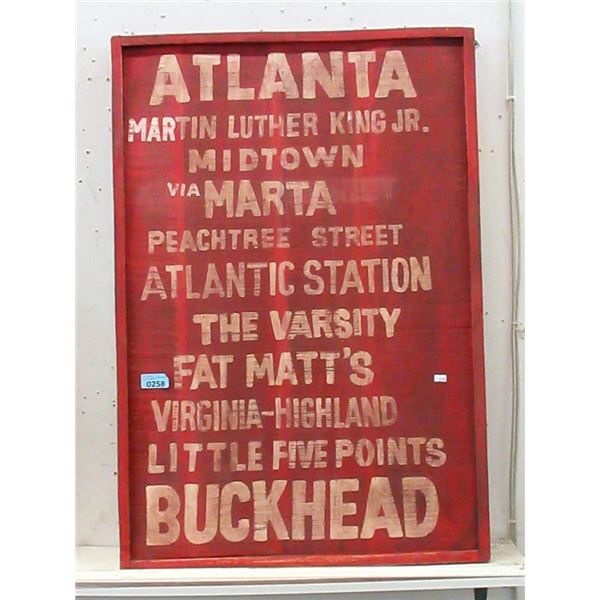 ATLANTA
MARTIN LUTHER KING JR.
MIDTOWN
VIA MARTA
PEACHTREE STREET
ATLANTIC STATION
THE VARSITY
FAT MATT'S
0258
VIRGINIA-HIGHLAND
LITTLE FIVE POINTS
BUCKHEAD